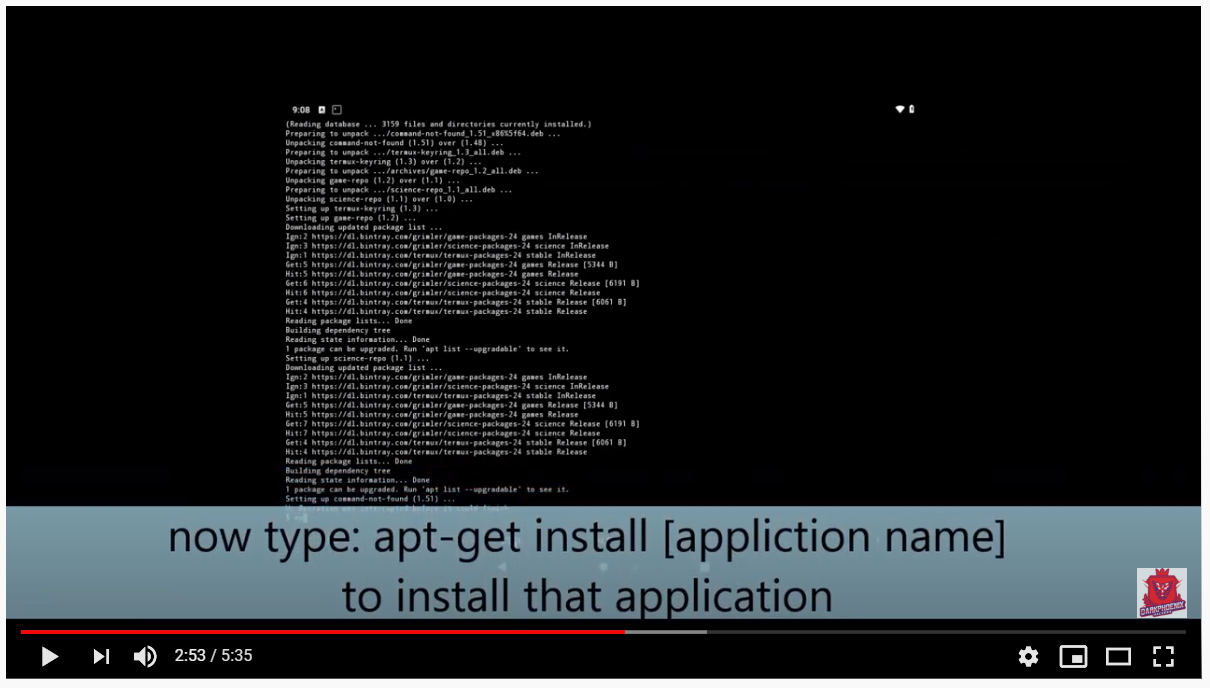 9:08
(Reading database ... 3159 files and directories currently installed.)
Preparing to unpack .../command-not-found_1.51_x86%5f64.deb ...
Unpacking command-not-found (1.51) over (1.48) ...
Preparing to unpack .../termux-keyring_1.3_all.deb ...
Unpacking termux-keyring (1.3) over (1.2) ...
Preparing to unpack .../archives/game-repo_1.2_all.deb ...
Unpacking game-repo (1.2) over (1.1) ...
Preparing to unpack .../science-repo_1.1_all.deb ...
Unpacking science-repo (1.1) over (1.0) ...
Setting up termux-keyring (1.3) ...
Setting up game-repo (1.2) ...
Downloading updated package list ...
Ign:2 https://dl.bintray.com/grimler/game-packages-24 games InRelease
Ign:3 https://dl.bintray.com/grimler/science-packages-24 science InRelease
Ign:1 https://dl.bintray.com/termux/termux-packages-24 stable InRelease
Get:5 https://dl.bintray.com/grimler/game-packages-24 games Release [5344 B]
Hit:5 https://dl.bintray.com/grimler/game-packages-24 games Release
Get:6 https://dl.bintray.com/grimler/science-packages-24 science Release [6191 B]
Hit:6 https://dl.bintray.com/grimler/science-packages-24 science Release
Get:4 https://dl.bintray.com/termux/termux-packages-24 stable Release [6061 B]
Hit:4 https://dl.bintray.com/termux/termux-packages-24 stable Release
Reading package lists... Done
Building dependency tree
Reading state information... Done
1 package can be upgraded. Run 'apt list --upgradable' to see it.
Setting up science-repo (1.1) ...
Downloading updated package list ...
Ign:2 https://dl.bintray.com/grimler/game-packages-24 games InRelease
Ign:3 https://dl.bintray.com/grimler/science-packages-24 science InRelease
Ign:1 https://dl.bintray.com/termux/termux-packages-24 stable InRelease
Get:5 https://dl.bintray.com/grimler/game-packages-24 games Release [5344 B]
Hit:5 https://dl.bintray.com/grimler/game-packages-24 games Release
Get:7 https://dl.bintray.com/grimler/science-packages-24 science Release [6191 B]
Hit:7 https://dl.bintray.com/grimler/science-packages-24 science Release
Get:4 https://dl.bintray.com/termux/termux-packages-24 stable Release [6061 B]
Hit:4 https://dl.bintray.com/termux/termux-packages-24 stable Release
Reading package lists... Done
Building dependency tree
Reading state information... Done
1 package can be upgraded. Run 'apt list --upgradable' to see it.
Setting up command-not-found (1.51) ...
now type: apt-get install [appliction name]
to install that application
DARKPHOENIX
2:53 / 5:35